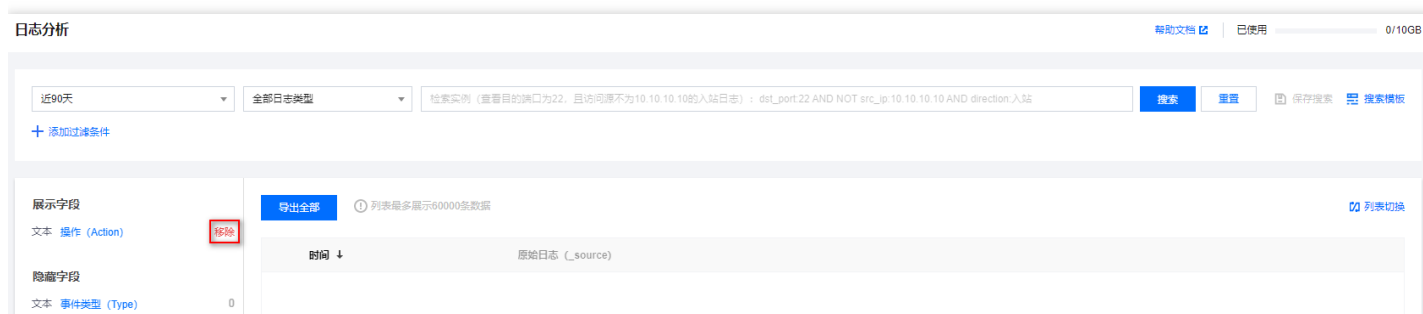 日志分析
帮助文档
已使用
0/10GB
近90天
全部日志类型
检索实例（查看目的端口为22，且访问源不为10.10.10.10的入站日志）：dst_port:22 AND NOT src_ip:10.10.10.10 AND direction:入站
搜索
重置
保存搜索
搜索模板
添加过滤条件
展示字段
文本 操作（Action）
移除
隐藏字段
文本 事件类型（Type）
0
导出全部
列表最多展示60000条数据
列表切换
时间
原始日志（_source）